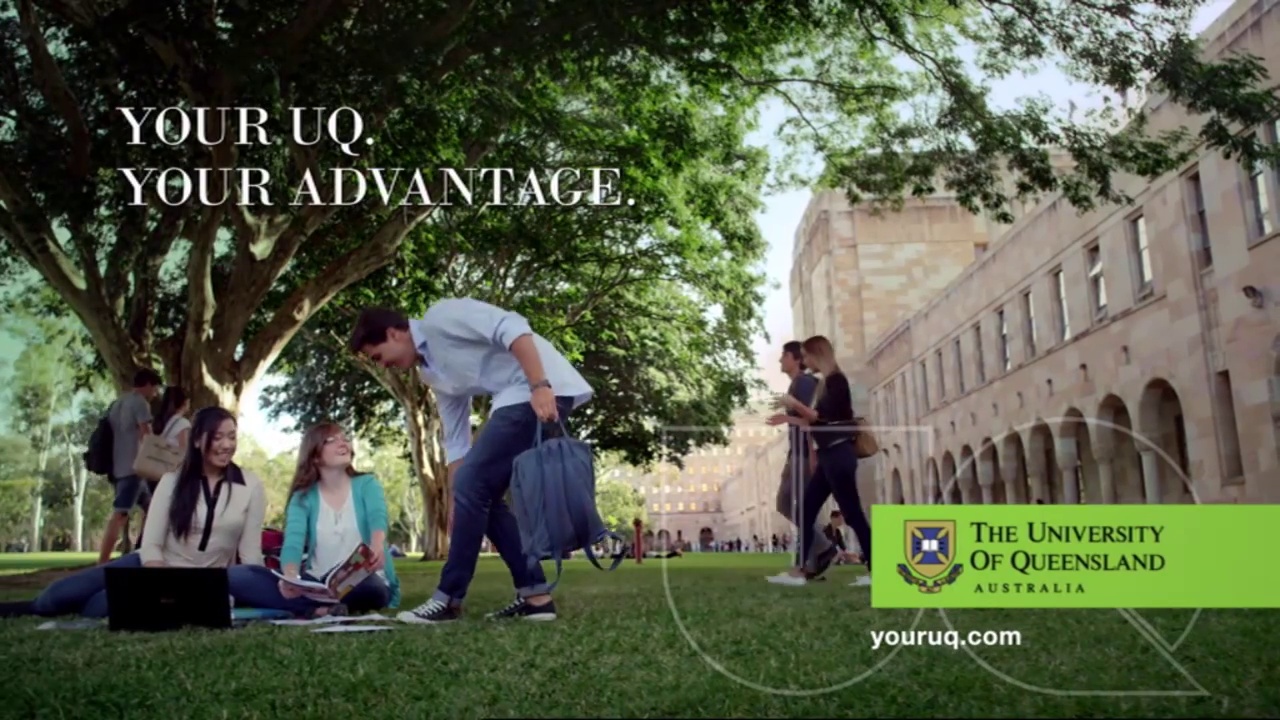 YOUR UQ.
YOUR ADVANTAGE.
THE UNIVERSITY
OF QUEENSLAND
AUSTRALIA
youruq.com